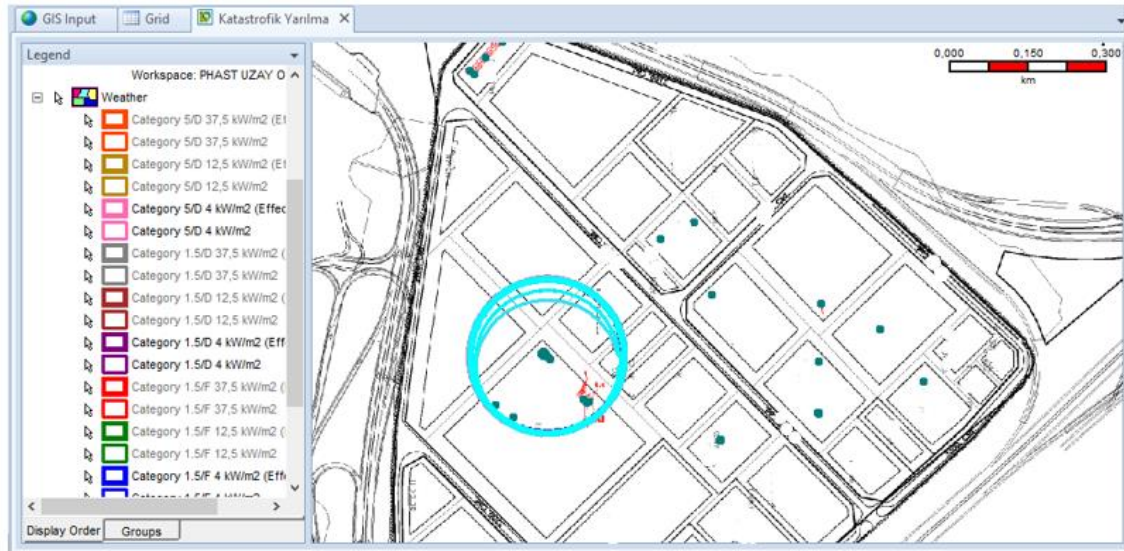 GIS Input
Grid
Katastrofik Yarılma
Legend
Workspace: PHAST UZAY O
Weather
Category 5/D 37,5 kW/m2 (Ef
Category 5/D 37,5 kW/m2
Category 5/D 12,5 kW/m2 (Ef
Category 5/D 12,5 kW/m2
Category 5/D 4 kW/m2 (Effec
Category 5/D 4 kW/m2
Category 1.5/D 37,5 kW/m2 (
Category 1.5/D 37,5 kW/m2
Category 1.5/D 12,5 kW/m2 (
Category 1.5/D 12,5 kW/m2
Category 1.5/D 4 kW/m2 (Eff
Category 1.5/D 4 kW/m2
Category 1.5/F 37,5 kW/m2 (
Category 1.5/F 37,5 kW/m2
Category 1.5/F 12,5 kW/m2 (
Category 1.5/F 12,5 kW/m2
Category 1.5/F 4 kW/m2 (Effe
Category 1.5/F 4 kW/m2
Display Order
Groups
0,000 0,150 0,300
km